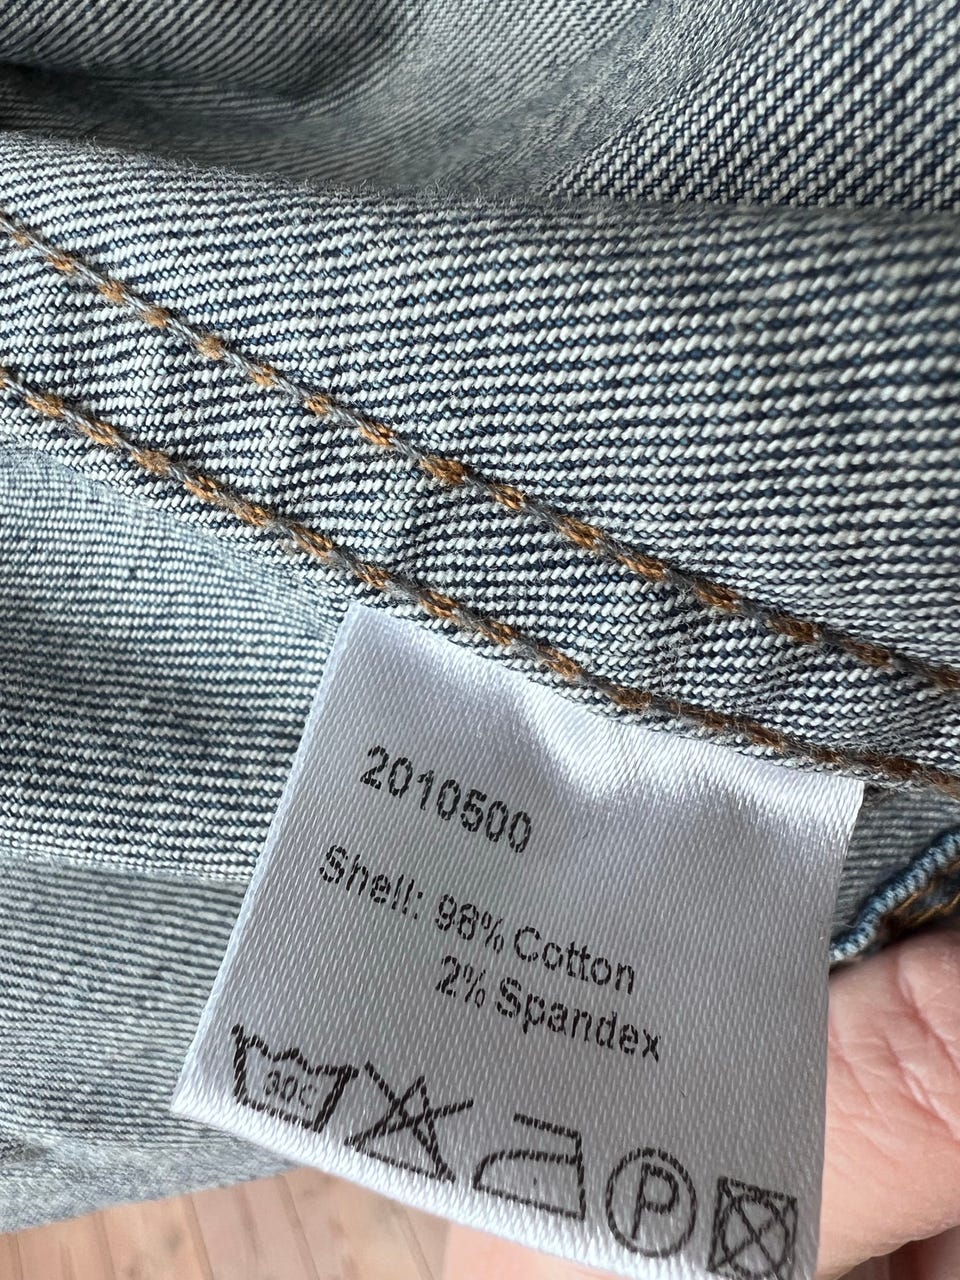 2010500
Shell: 98% Cotton
2% Spandex
30C
P